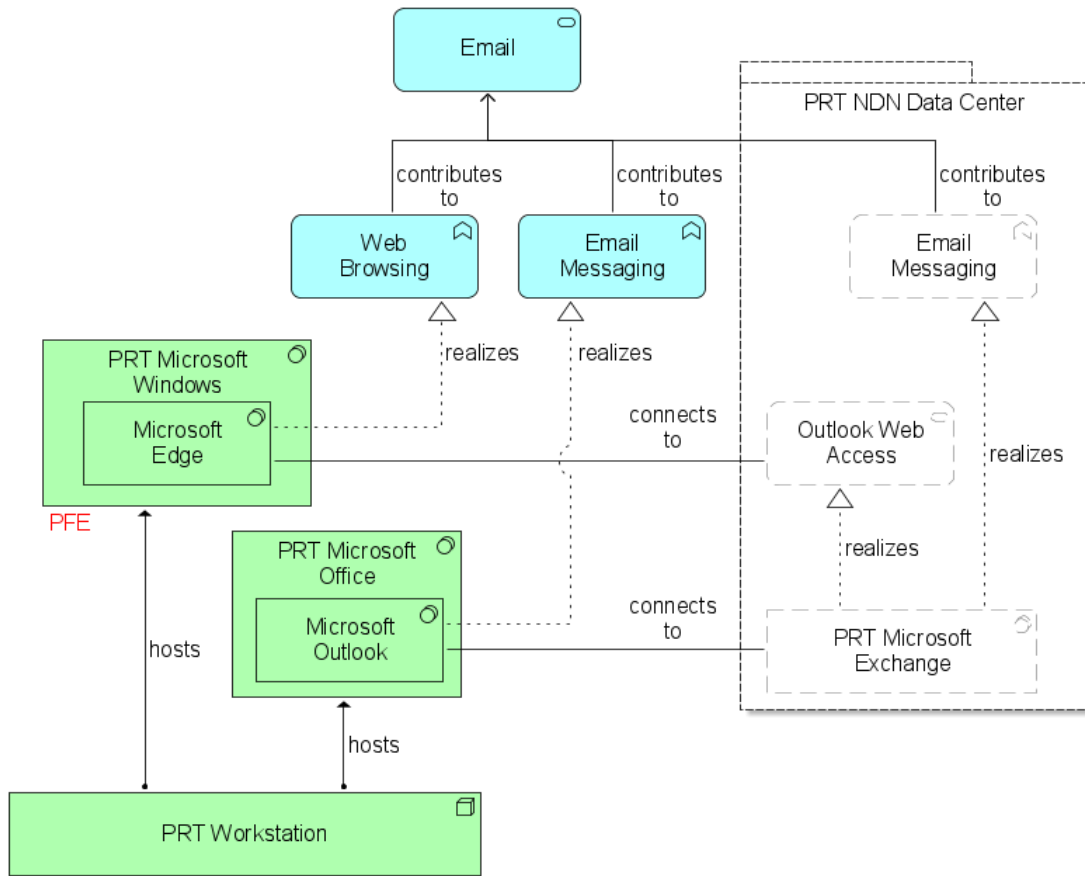 Email
PRT NDN Data Center
contributes
to
contributes
to
contributes
to
Web
Browsing
Email
Messaging
Email
Messaging
realizes
realizes
PRT Microsoft
Windows
Microsoft
Edge
connects
to
Outlook Web
Access
realizes
PFE
PRT Microsoft
Office
realizes
Microsoft
Outlook
connects
to
PRT Microsoft
Exchange
hosts
hosts
PRT Workstation